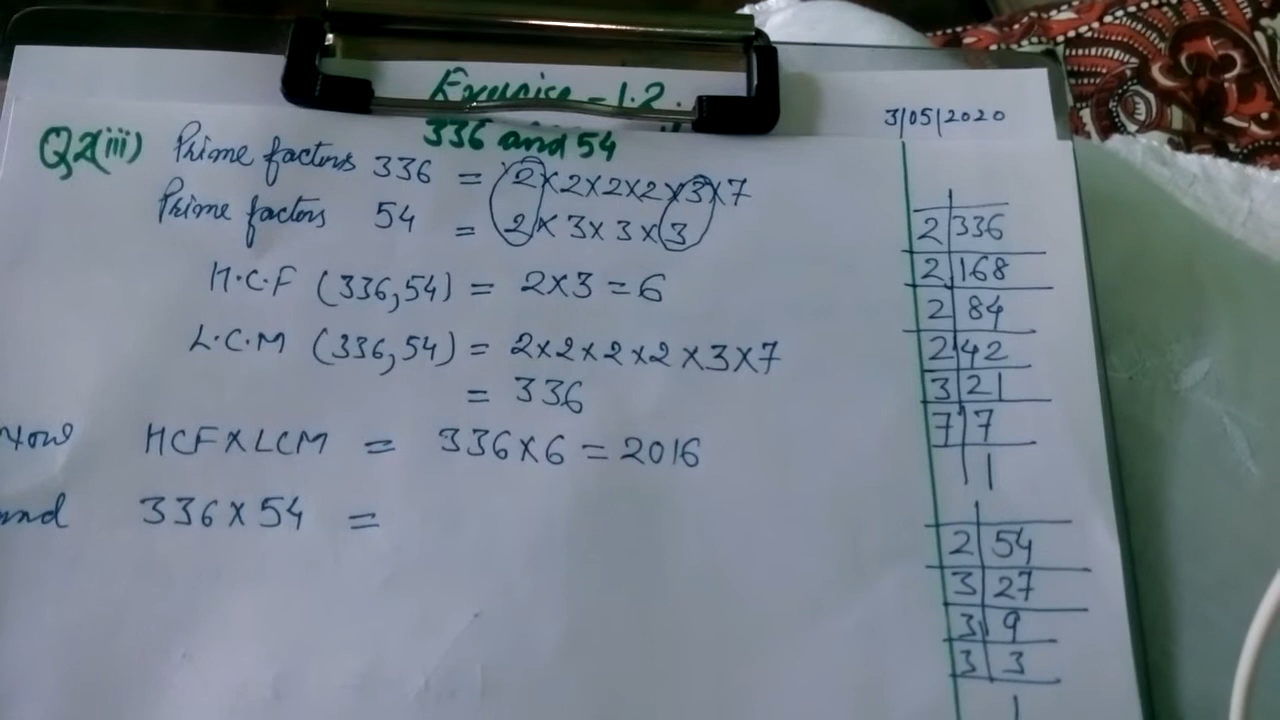 Exercise - 1.2
3/05/2020
336 and 54
Q2(iii) Prime factors 336 = 2×2×2×2×3×7
Prime factors 54 = 2×3×3×3
H.C.F (336,54) = 2×3 = 6
L.C.M (336,54) = 2×2×2×2×3×7
= 336
Now HCF×LCM = 336×6 = 2016
and 336×54 =
2 336
2 168
2 84
2 42
3 21
7 7
1
2 54
3 27
3 9
3 3
1